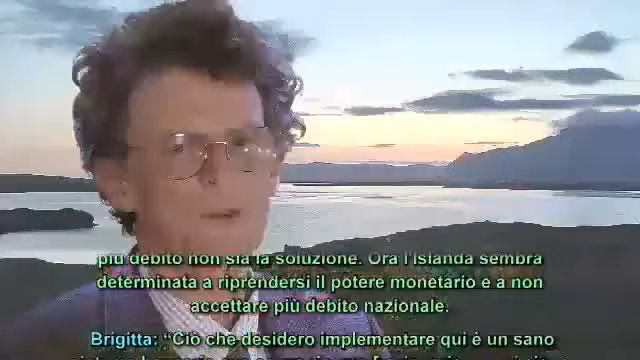 più debito non sia la soluzione. Ora l'Islanda sembra
determinata a riprendersi il potere monetario e a non
accettare più debito nazionale.
Brigitta: “Ciò che desidero implementare qui è un sano